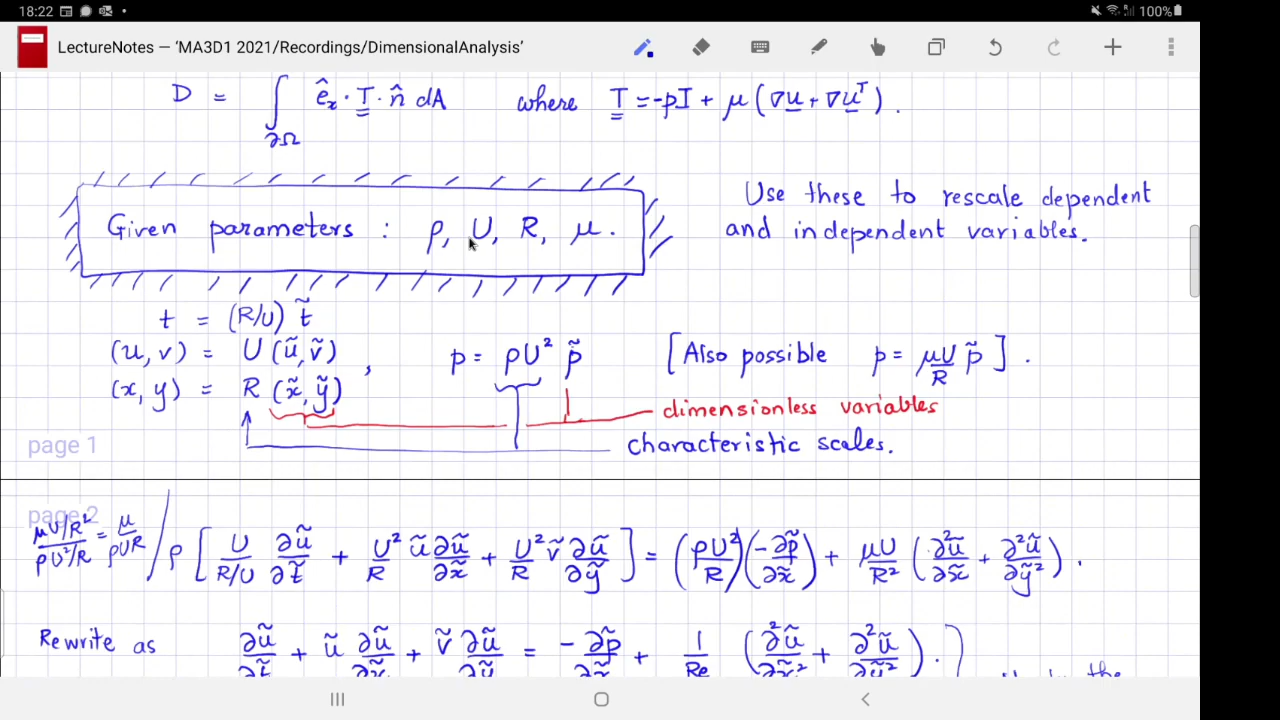 18:22
100%
LectureNotes — 'MA3D1 2021/Recordings/DimensionalAnalysis'
D = ∫_∂Ω ê_x · T · n̂ dA where T = -pI + μ(∇u + ∇u^T).
Given parameters : ρ, U, R, μ.
Use these to rescale dependent
and independent variables.
t = (R/U) t̃
(u, v) = U (ũ, ṽ) ,
p = ρU² p̃ [Also possible p = μU/R p̃ ] .
(x, y) = R (x̃, ỹ)
dimensionless variables
characteristic scales.
page 1
page 2
(μU/R²)/(ρU²/R) = μ/(ρUR) / ρ [ U/(R/U) ∂ũ/∂t̃ + U²/R ũ ∂ũ/∂x̃ + U²/R ṽ ∂ũ/∂ỹ ] = (ρU²/R)(-∂p̃/∂x̃) + μU/R² (∂²ũ/∂x̃² + ∂²ũ/∂ỹ²) .
Rewrite as ∂ũ/∂t̃ + ũ ∂ũ/∂x̃ + ṽ ∂ũ/∂ỹ = - ∂p̃/∂x̃ + 1/Re (∂²ũ/∂x̃² + ∂²ũ/∂ỹ²) . }